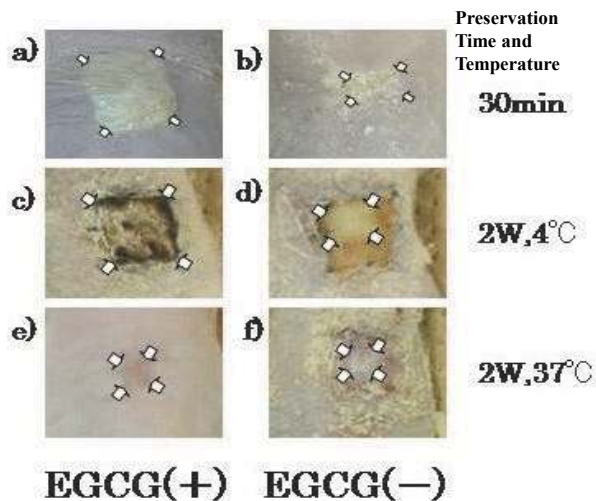 Preservation
Time and
Temperature
a)
b)
30min
c)
d)
2W,4°C
e)
f)
2W,37°C
EGCG(+) EGCG(−)